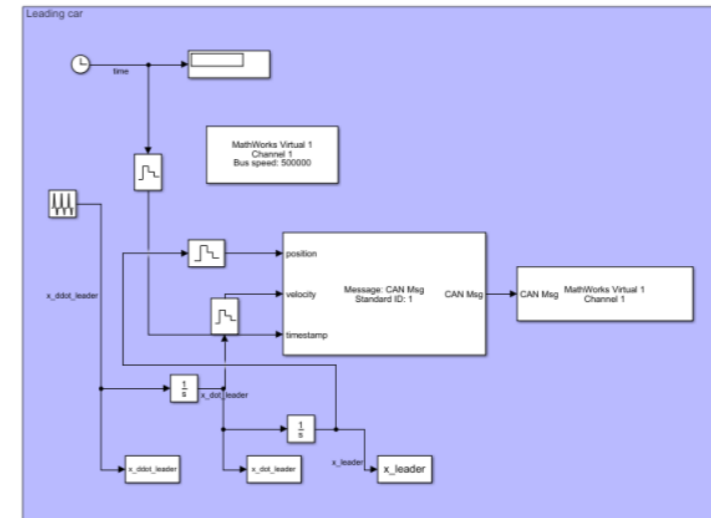 Leading car
time
MathWorks Virtual 1
Channel 1
Bus speed: 500000
position
x_ddot_leader
velocity
Message: CAN Msg
Standard ID: 1
CAN Msg
CAN Msg
MathWorks Virtual 1
Channel 1
timestamp
1
s
x_dot_leader
1
s
x_leader
x_ddot_leader
x_dot_leader
x_leader